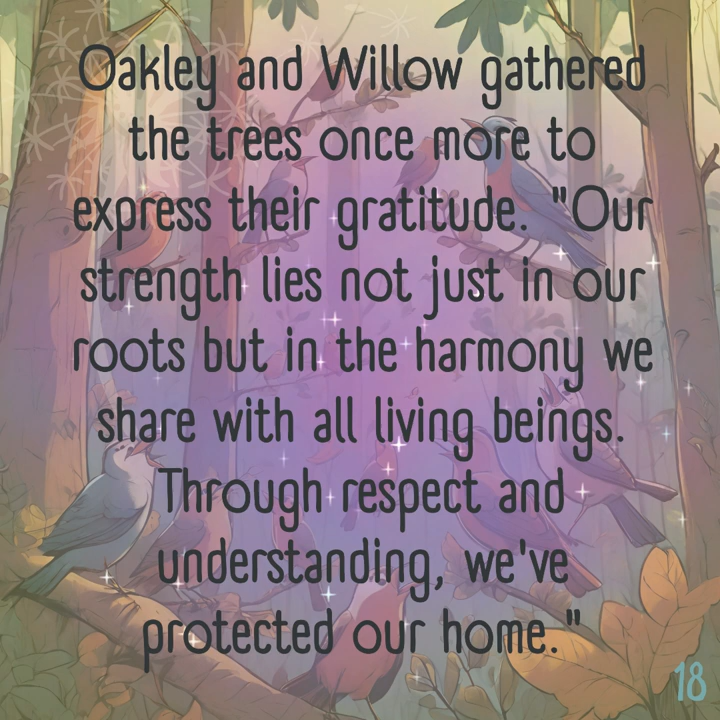 Oakley and Willow gathered
the trees once more to
express their gratitude. "Our
strength lies not just in our
roots but in the harmony we
share with all living beings.
Through respect and
understanding, we've
protected our home."
18